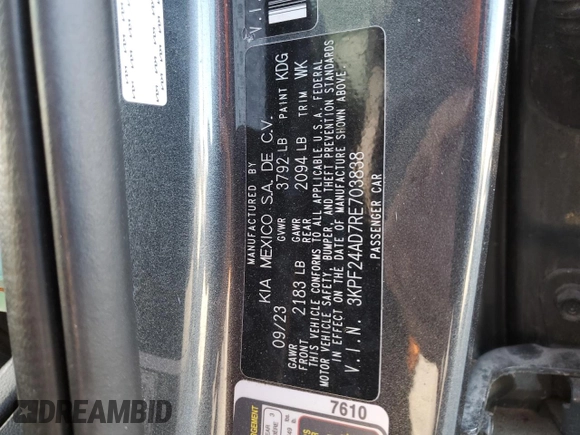 MANUFACTURED BY
KIA MEXICO S.A. DE C.V.
09/23 GVWR 3792 LB PAINT KDG
GAWR FRONT 2183 LB GAWR REAR 2094 LB TRIM WK
THIS VEHICLE CONFORMS TO ALL APPLICABLE U.S.A. FEDERAL
MOTOR VEHICLE SAFETY, BUMPER, AND THEFT PREVENTION STANDARDS
IN EFFECT ON THE DATE OF MANUFACTURE SHOWN ABOVE.
V.I.N. 3KPF24AD7RE703838
PASSENGER CAR
V.I.
7610
DREAMBID